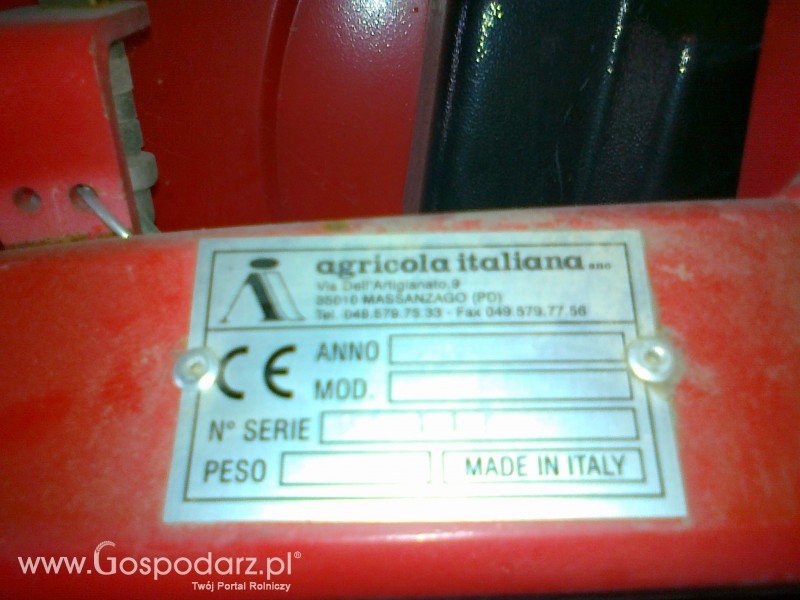 agricola italiana snc
Via Dell'Artigianato,9
35010 MASSANZAGO (PD)
Tel. 049.579.75.33 - Fax 049.579.77.56
CE
ANNO
MOD.
N° SERIE
PESO
MADE IN ITALY
www.Gospodarz.pl®
Twój Portal Rolniczy